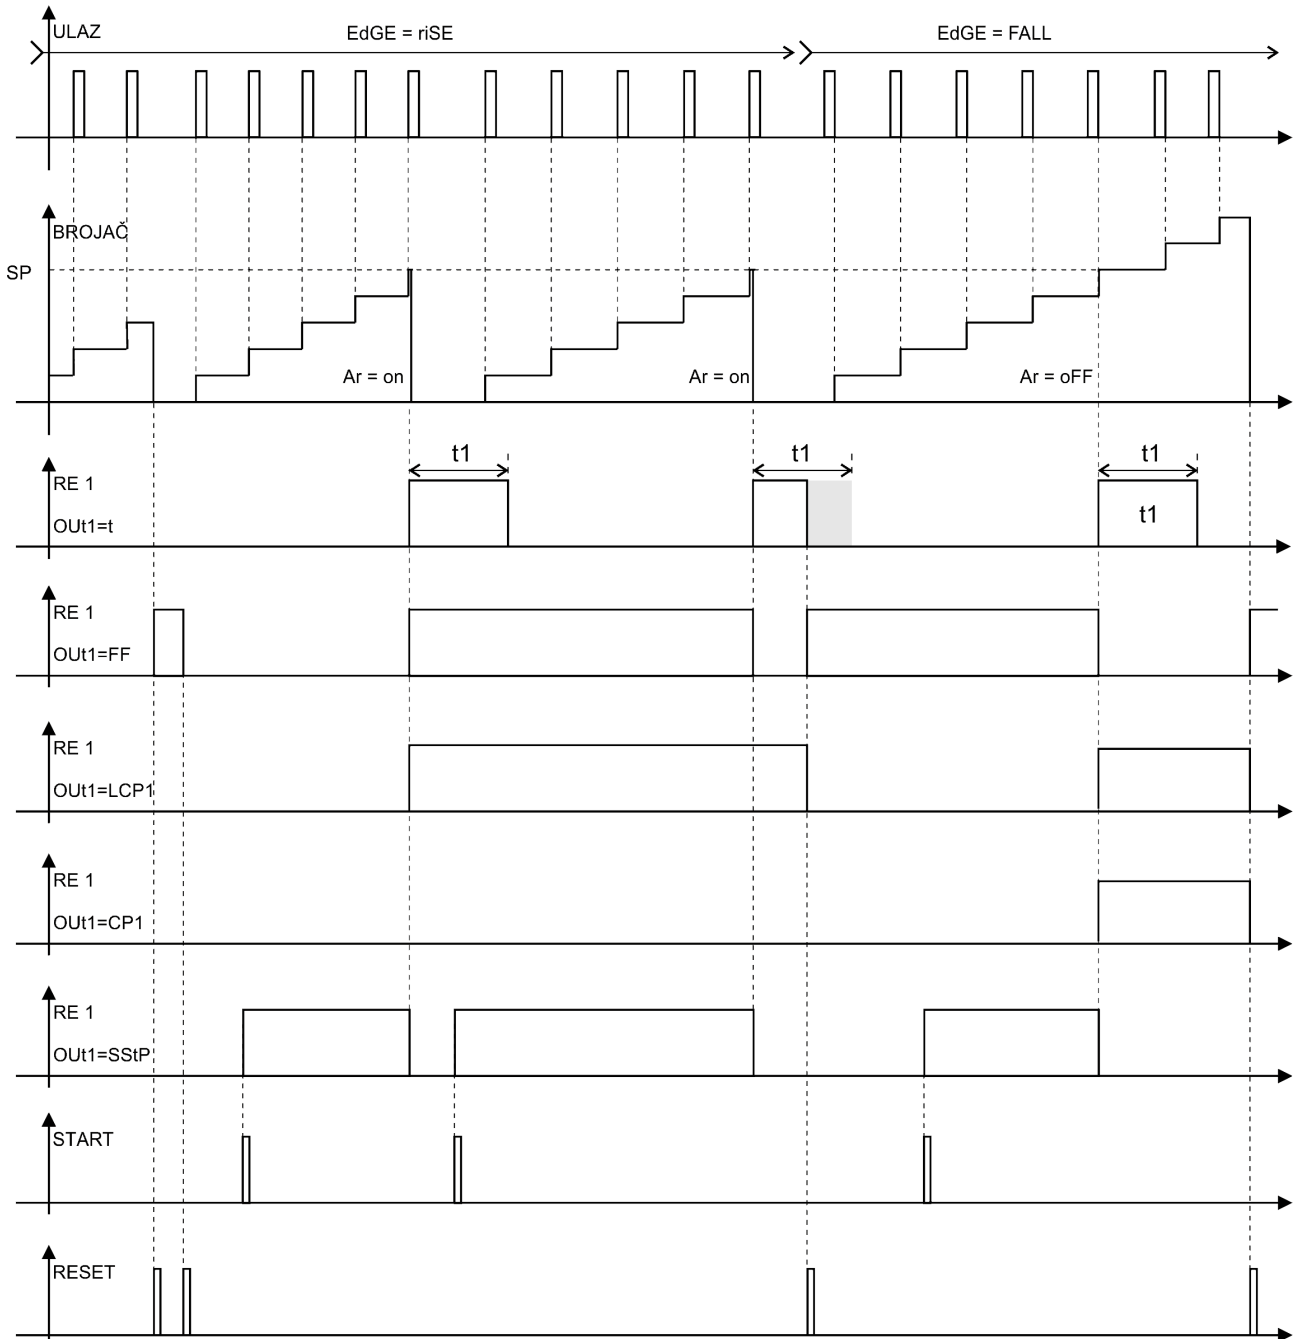 ULAZ
EdGE = riSE
EdGE = FALL
BROJAČ
SP
Ar = on
Ar = on
Ar = oFF
t1
t1
t1
RE 1
OUt1=t
t1
RE 1
OUt1=FF
RE 1
OUt1=LCP1
RE 1
OUt1=CP1
RE 1
OUt1=SStP
START
RESET